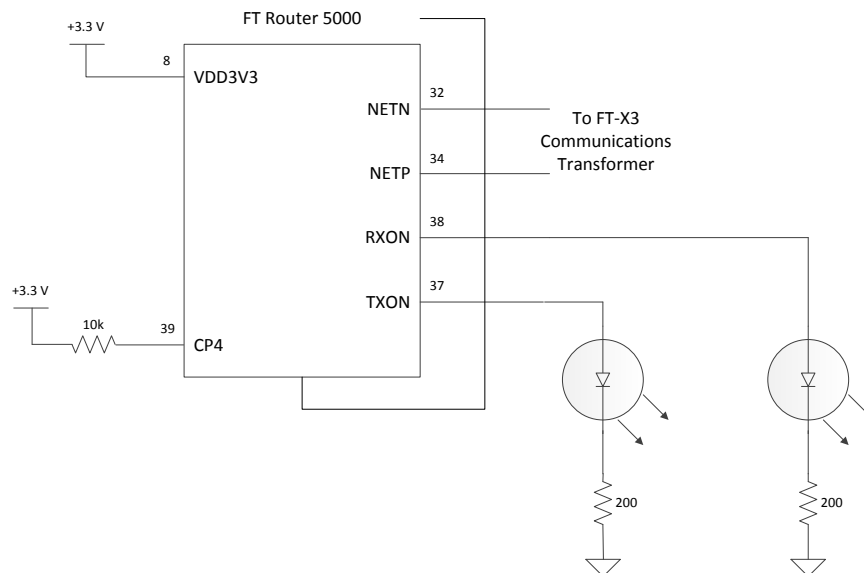 FT Router 5000
+3.3 V
8
VDD3V3
32
NETN
To FT-X3
Communications
Transformer
34
NETP
38
RXON
37
TXON
+3.3 V
10k
39
CP4
200
200